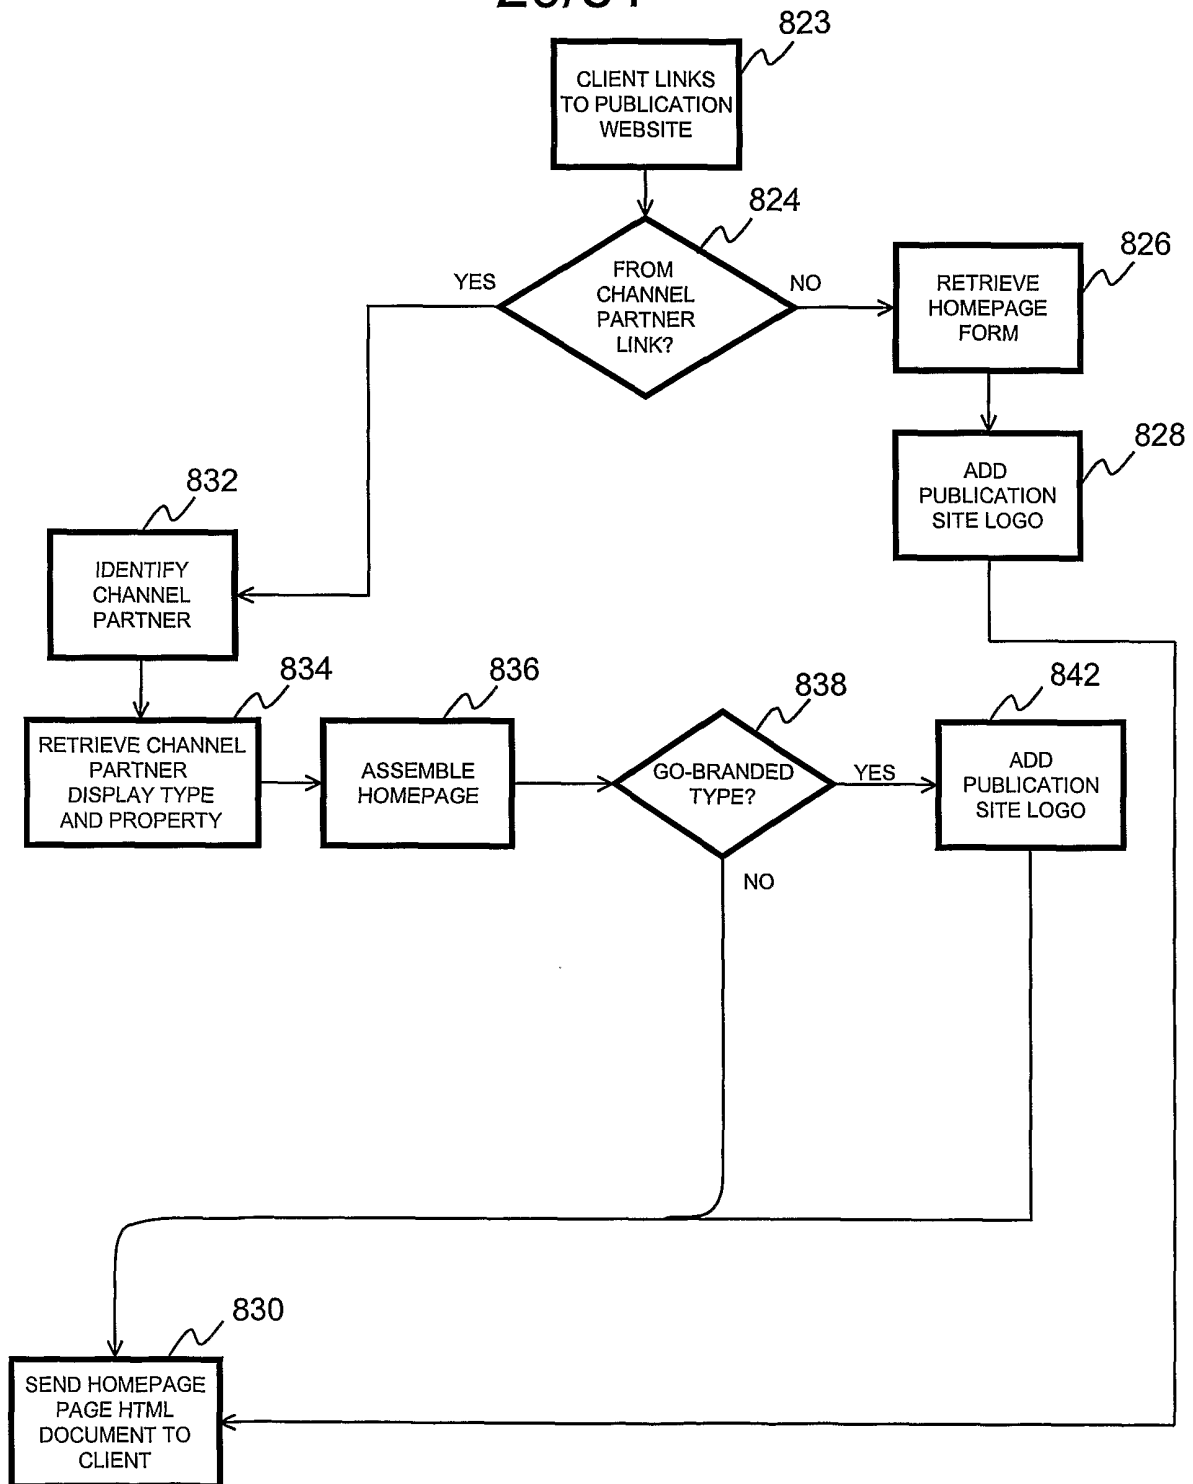 823
CLIENT LINKS
TO PUBLICATION
WEBSITE
824
FROM
CHANNEL
PARTNER
LINK?
YES
NO
826
RETRIEVE
HOMEPAGE
FORM
828
ADD
PUBLICATION
SITE LOGO
832
IDENTIFY
CHANNEL
PARTNER
834
RETRIEVE CHANNEL
PARTNER
DISPLAY TYPE
AND PROPERTY
836
ASSEMBLE
HOMEPAGE
838
GO-BRANDED
TYPE?
YES
NO
842
ADD
PUBLICATION
SITE LOGO
830
SEND HOMEPAGE
PAGE HTML
DOCUMENT TO
CLIENT